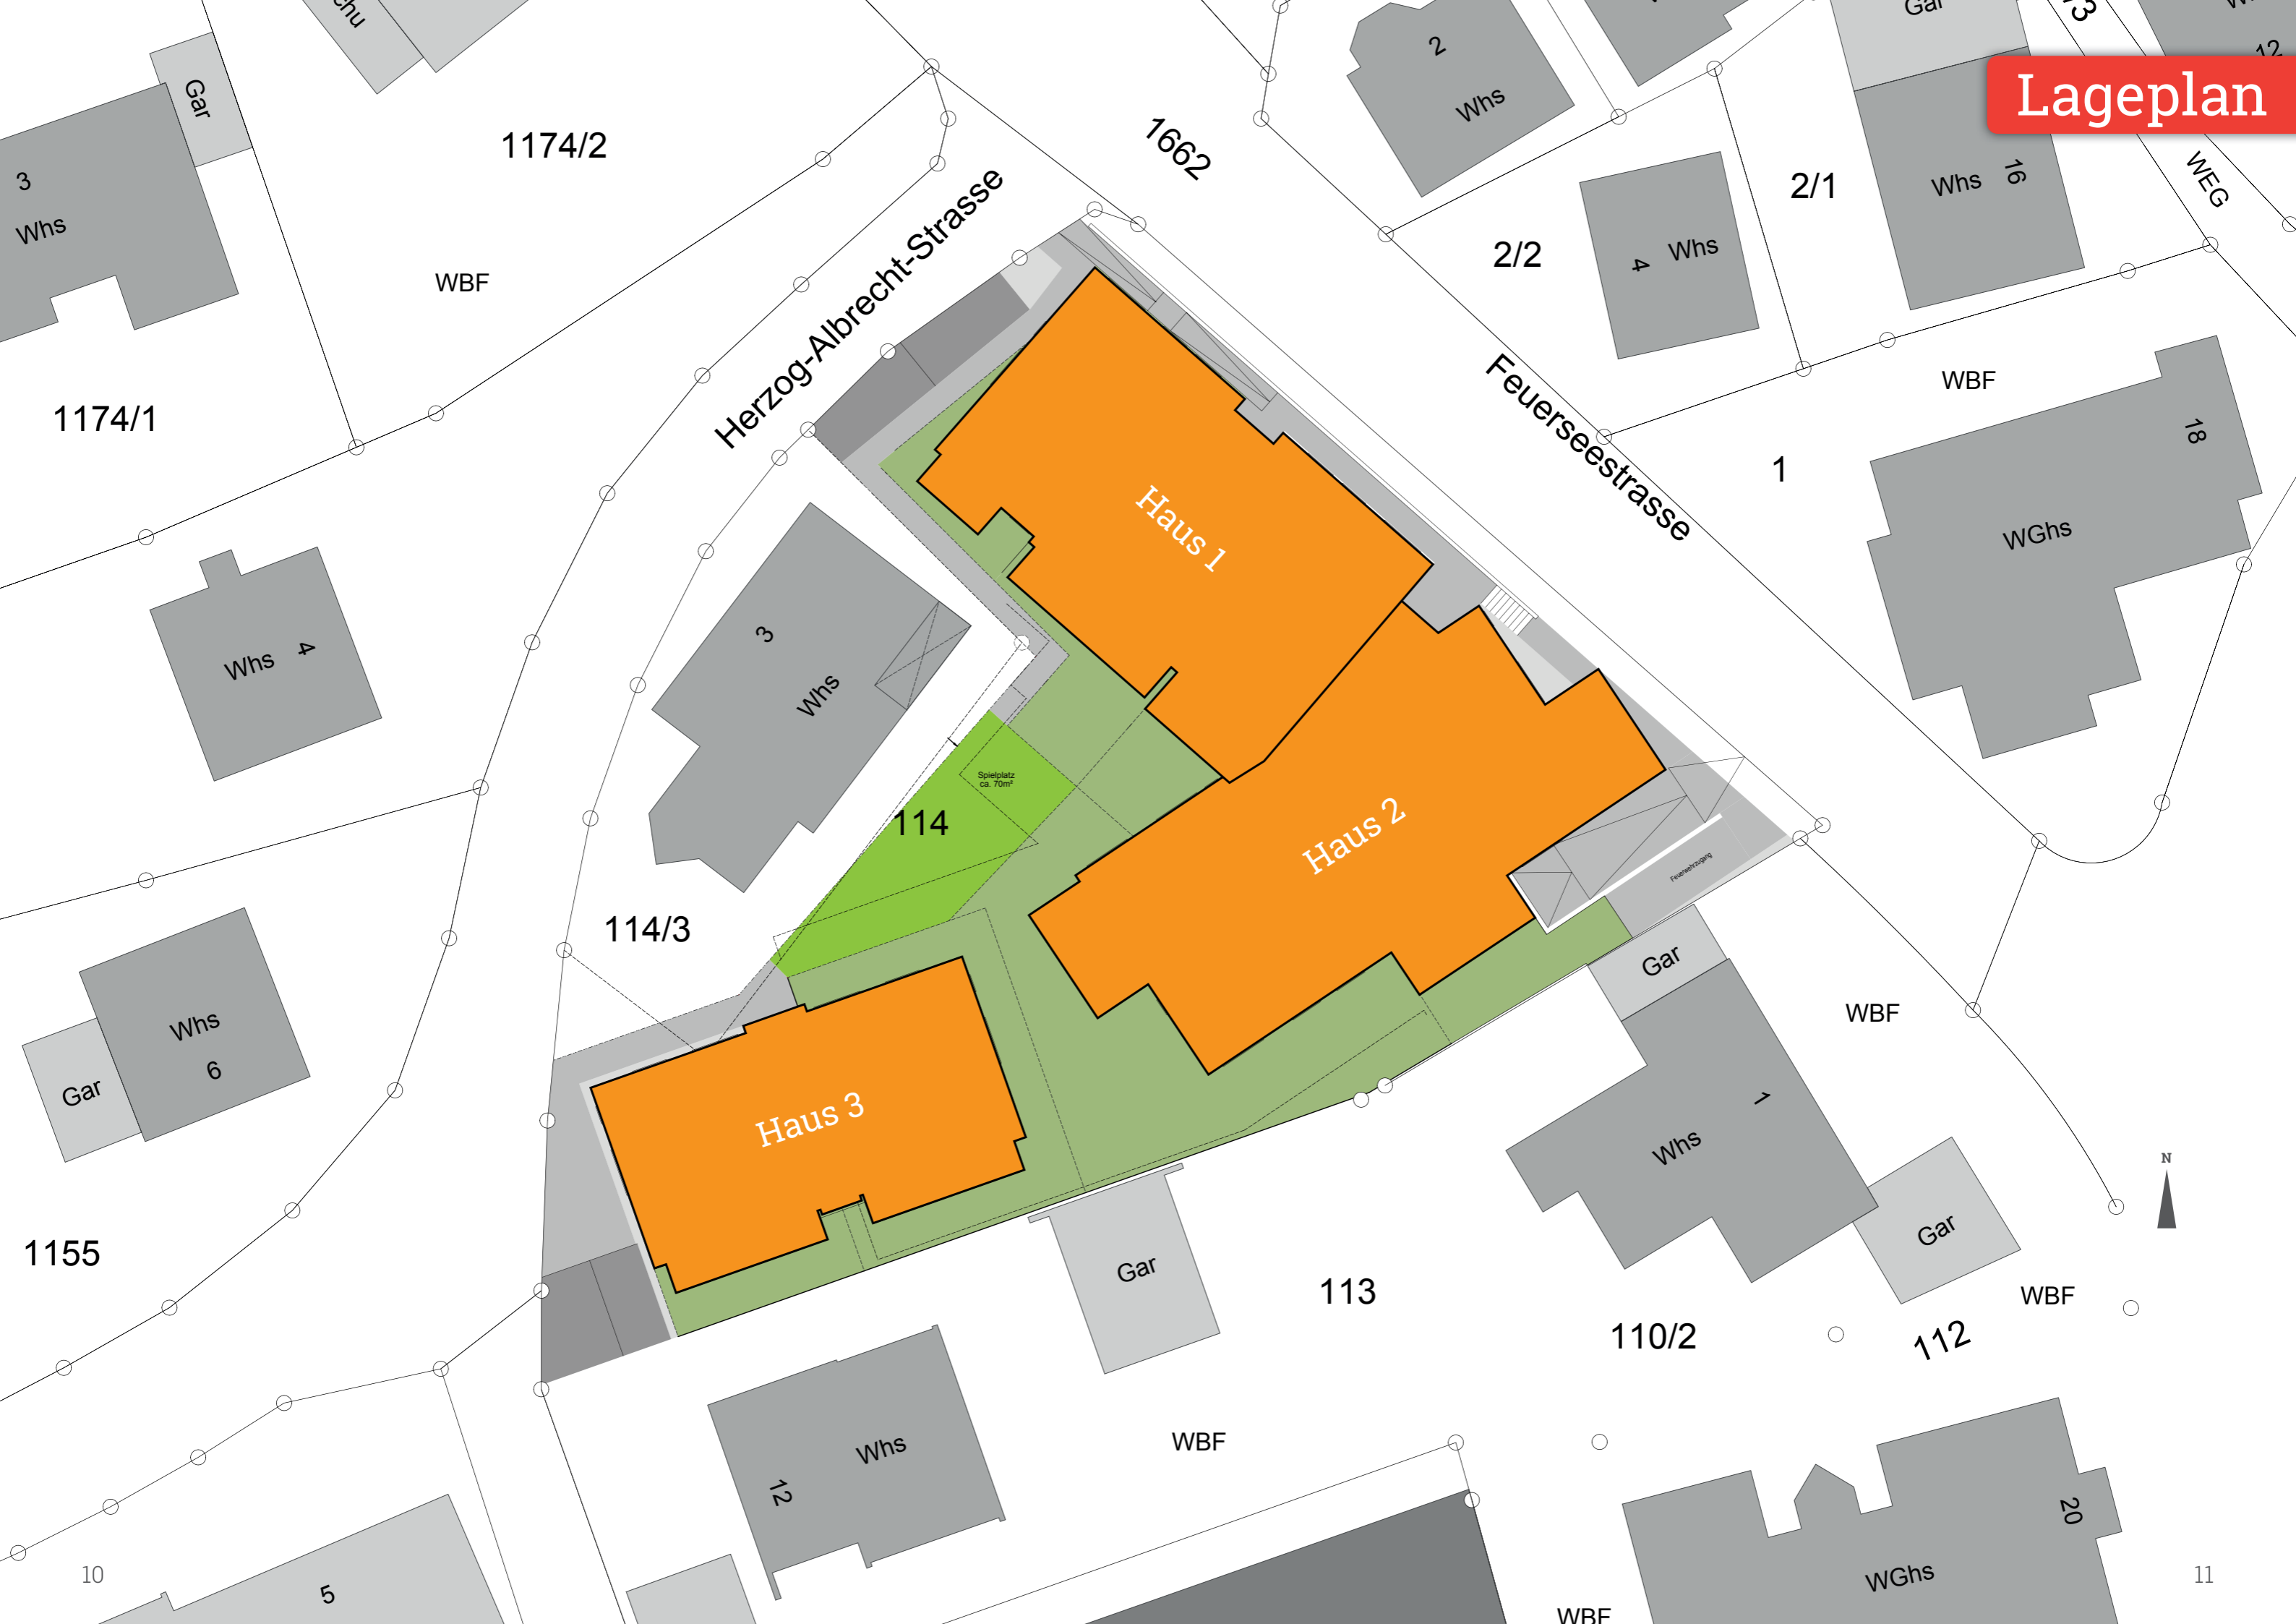 Lageplan
Gar
3
Whs
1174/2
WBF
1174/1
Herzog-Albrecht-Strasse
1662
2
Whs
Gar
12
16
Whs
2/1
WEG
2/2
4
Whs
Feuerseestrasse
WBF
1
18
WGhs
Haus 1
Whs
4
3
Whs
Spielplatz
ca. 70m²
114
Haus 2
Feuerwehrzugang
114/3
Whs
6
Gar
Haus 3
Gar
WBF
1
Whs
Gar
N
1155
Gar
113
110/2
112
WBF
Whs
12
WBF
20
WGhs
WBF
5
10
11